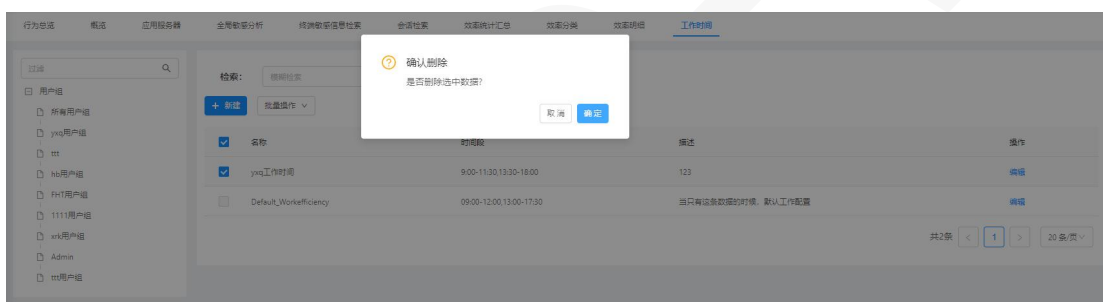 行为总览 概览 应用服务器 全局敏感分析 终端敏感信息检索 会话检索 效率统计汇总 效率分类 效率明细 工作时间
过滤
用户组
所有用户组
yxq用户组
ttt
hb用户组
FHT用户组
1111用户组
xrk用户组
Admin
ttt用户组
检索: 模糊检索
+ 新建 批量操作
确认删除
是否删除选中数据?
取消 确定
名称 时间段 描述 操作
yxq工作时间 9:00-11:30,13:30-18:00 123 编辑
Default_Workefficiency 09:00-12:00,13:00-17:30 当只有这条数据的时候，默认工作配置 编辑
共2条 < 1 > 20 条/页